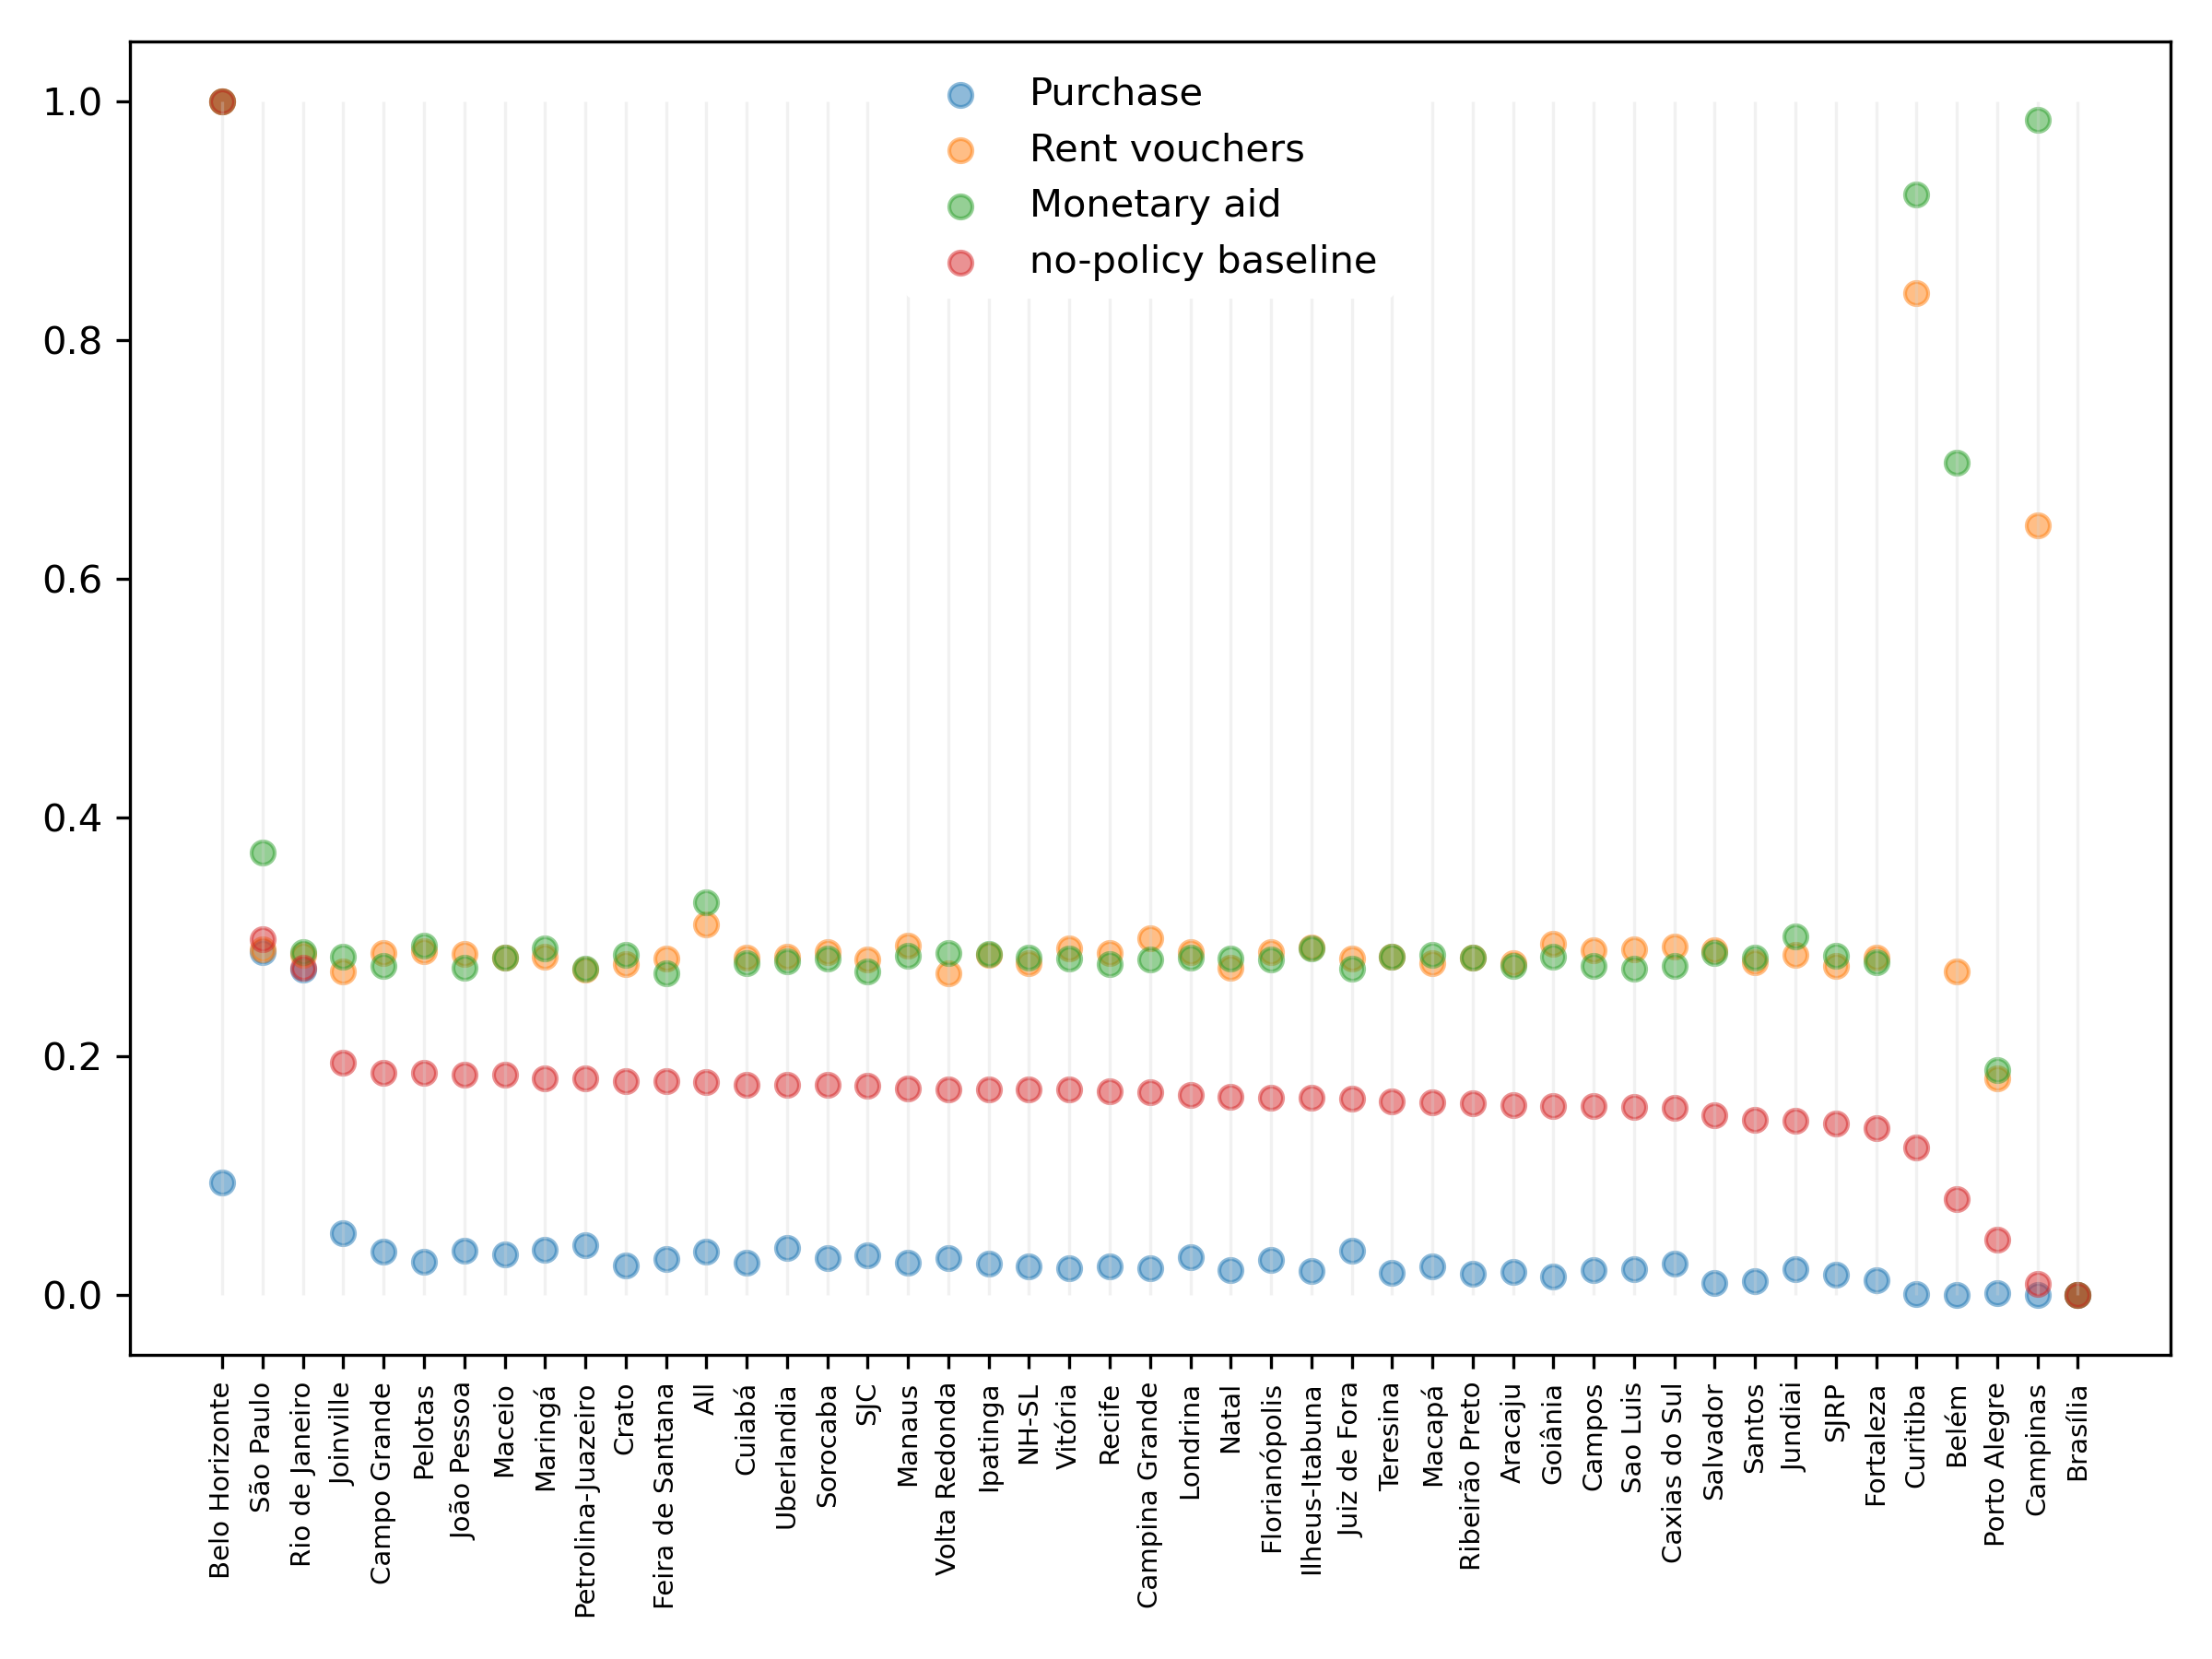 Purchase
Rent vouchers
Monetary aid
no-policy baseline
1.0
0.8
0.6
0.4
0.2
0.0
Belo Horizonte
São Paulo
Rio de Janeiro
Joinville
Campo Grande
Pelotas
João Pessoa
Maceio
Maringá
Petrolina-Juazeiro
Crato
Feira de Santana
All
Cuiabá
Uberlandia
Sorocaba
SJC
Manaus
Volta Redonda
Ipatinga
NH-SL
Vitória
Recife
Campina Grande
Londrina
Natal
Florianópolis
Ilheus-Itabuna
Juiz de Fora
Teresina
Macapá
Ribeirão Preto
Aracaju
Goiânia
Campos
Sao Luis
Caxias do Sul
Salvador
Santos
Jundiai
SJRP
Fortaleza
Curitiba
Belém
Porto Alegre
Campinas
Brasília